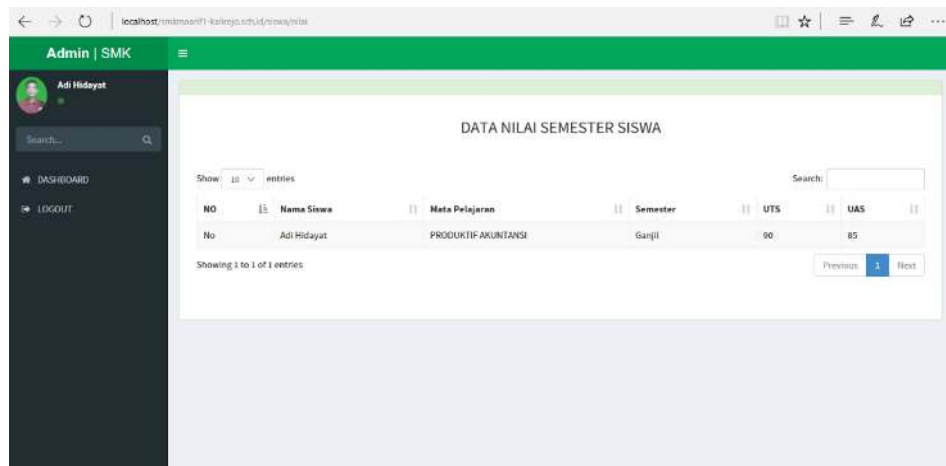 localhost/
Admin | SMK
Adi Hidayat
Search...
DASHBOARD
LOGOUT
DATA NILAI SEMESTER SISWA
Show 10 entries
Search:
NO Nama Siswa Mata Pelajaran Semester UTS UAS
No Adi Hidayat PRODUKTIF AKUNTANSI Ganjil 90 85
Showing 1 to 1 of 1 entries
Previous 1 Next